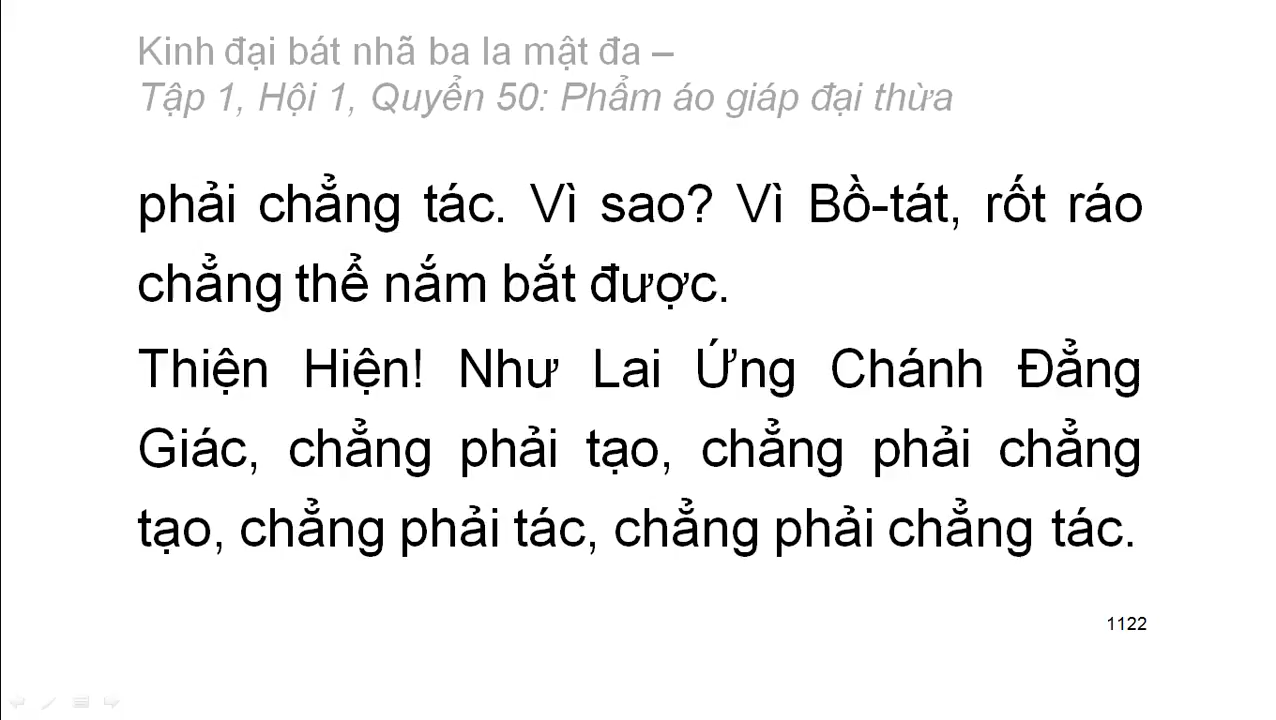 Kinh đại bát nhã ba la mật đa –
Tập 1, Hội 1, Quyển 50: Phẩm áo giáp đại thừa
phải chẳng tác. Vì sao? Vì Bồ-tát, rốt ráo
chẳng thể nắm bắt được.
Thiện Hiện! Như Lai Ứng Chánh Đẳng
Giác, chẳng phải tạo, chẳng phải chẳng
tạo, chẳng phải tác, chẳng phải chẳng tác.
1122